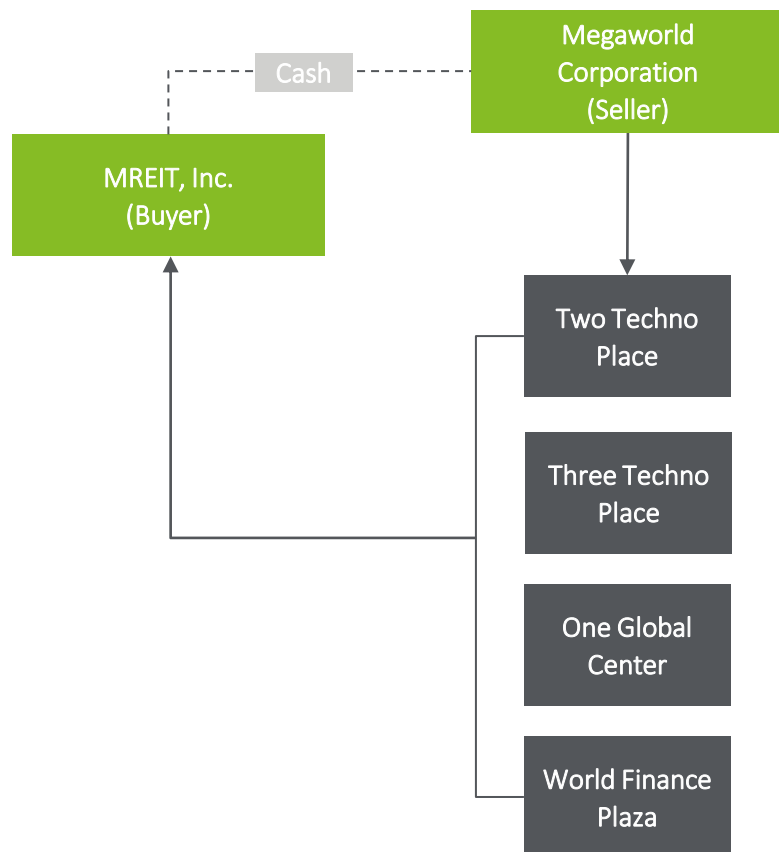 Megaworld
Corporation
(Seller)
Cash
MREIT, Inc.
(Buyer)
Two Techno
Place
Three Techno
Place
One Global
Center
World Finance
Plaza